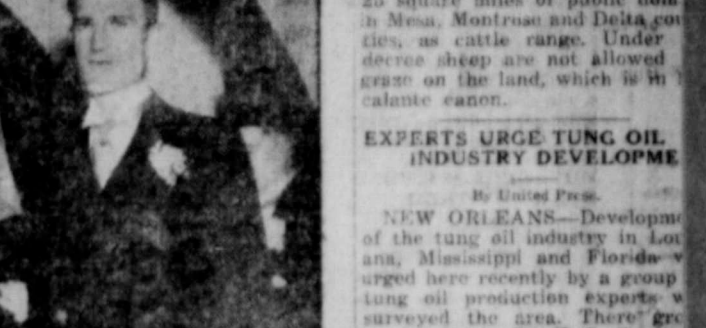 25 square miles of public
in Mesa, Montrose and Delta cou
ties, as cattle range. Under
decree sheep are not allowed
graze on the land, which is in
calante canon.
EXPERTS URGE TUNG OIL
INDUSTRY DEVELOPME
By United Press.
NEW ORLEANS—Developme
of the tung oil industry in Lou
ana, Mississippi and Florida w
urged here recently by a group
tung oil production experts w
surveyed the area. There gro